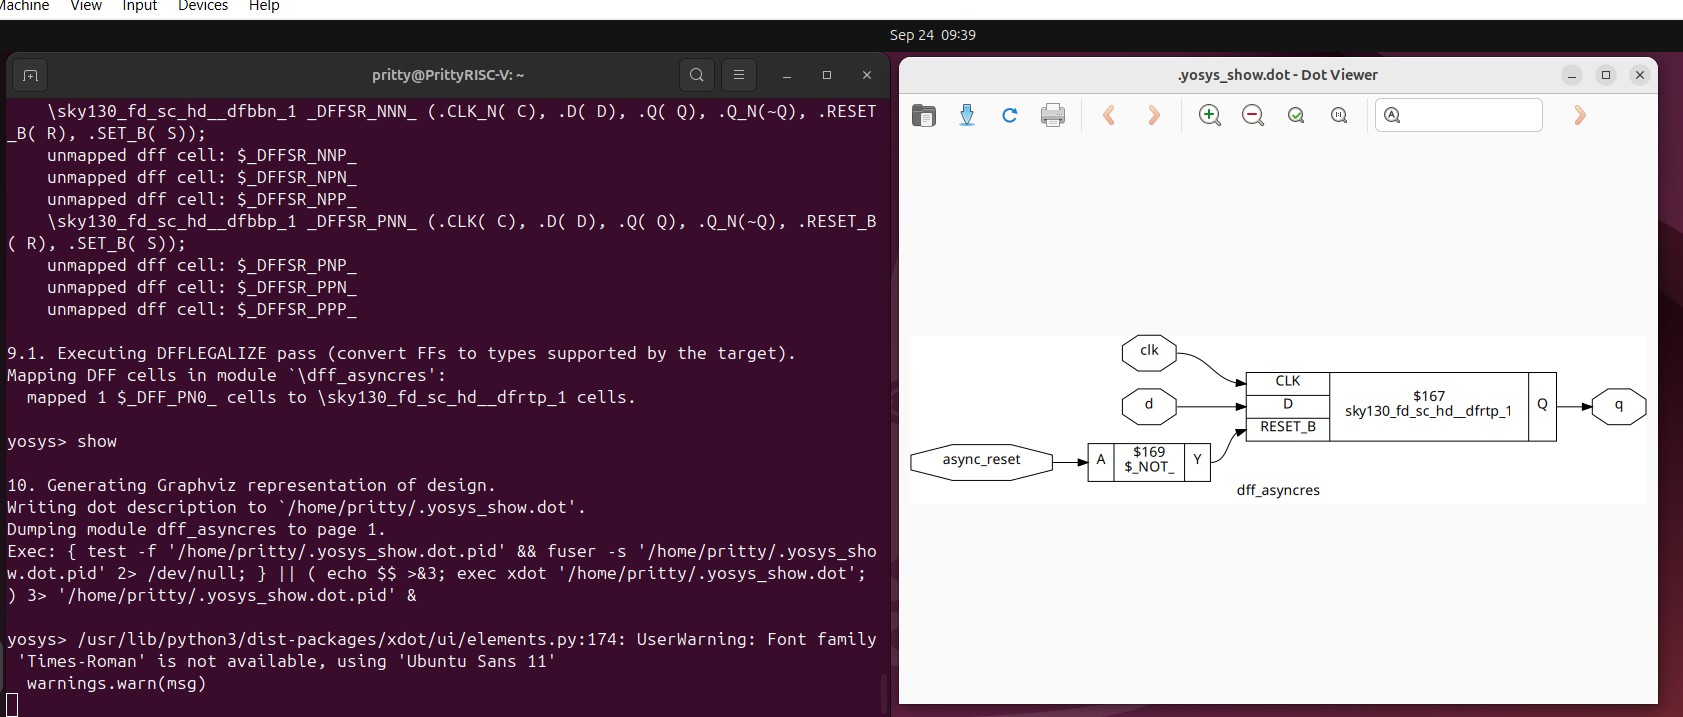 Machine View Input Devices Help
Sep 24 09:39
pritty@PrittyRISC-V: ~
    \sky130_fd_sc_hd__dfbbn_1 _DFFSR_NNN_ (.CLK_N( C), .D( D), .Q( Q), .Q_N(~Q), .RESET
_B( R), .SET_B( S));
    unmapped dff cell: $_DFFSR_NNP_
    unmapped dff cell: $_DFFSR_NPN_
    unmapped dff cell: $_DFFSR_NPP_
    \sky130_fd_sc_hd__dfbbp_1 _DFFSR_PNN_ (.CLK( C), .D( D), .Q( Q), .Q_N(~Q), .RESET_B
( R), .SET_B( S));
    unmapped dff cell: $_DFFSR_PNP_
    unmapped dff cell: $_DFFSR_PPN_
    unmapped dff cell: $_DFFSR_PPP_
9.1. Executing DFFLEGALIZE pass (convert FFs to types supported by the target).
Mapping DFF cells in module `\dff_asyncres':
  mapped 1 $_DFF_PN0_ cells to \sky130_fd_sc_hd__dfrtp_1 cells.
yosys> show
10. Generating Graphviz representation of design.
Writing dot description to `/home/pritty/.yosys_show.dot'.
Dumping module dff_asyncres to page 1.
Exec: { test -f '/home/pritty/.yosys_show.dot.pid' && fuser -s '/home/pritty/.yosys_sho
w.dot.pid' 2> /dev/null; } || ( echo $$ >&3; exec xdot '/home/pritty/.yosys_show.dot';
) 3> '/home/pritty/.yosys_show.dot.pid' &
yosys> /usr/lib/python3/dist-packages/xdot/ui/elements.py:174: UserWarning: Font family
 'Times-Roman' is not available, using 'Ubuntu Sans 11'
  warnings.warn(msg)
.yosys_show.dot - Dot Viewer
clk
d
async_reset
A
$169
$_NOT_
Y
CLK
D
RESET_B
$167
sky130_fd_sc_hd__dfrtp_1
Q
q
dff_asyncres